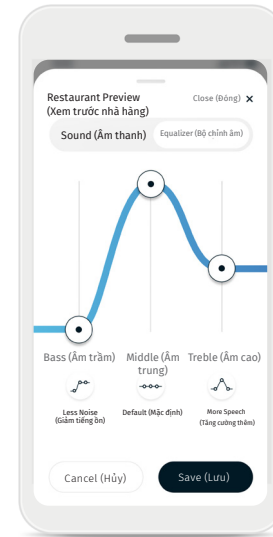 Restaurant Preview
(Xem trước nhà hàng)
Close (Đóng)
Sound (Âm thanh)
Equalizer (Bộ chỉnh âm)
Bass (Âm trầm)
Middle (Âm
trung)
Treble (Âm cao)
Less Noise
(Giảm tiếng ồn)
Default (Mặc định)
More Speech
(Tăng cường thêm)
Cancel (Hủy)
Save (Lưu)